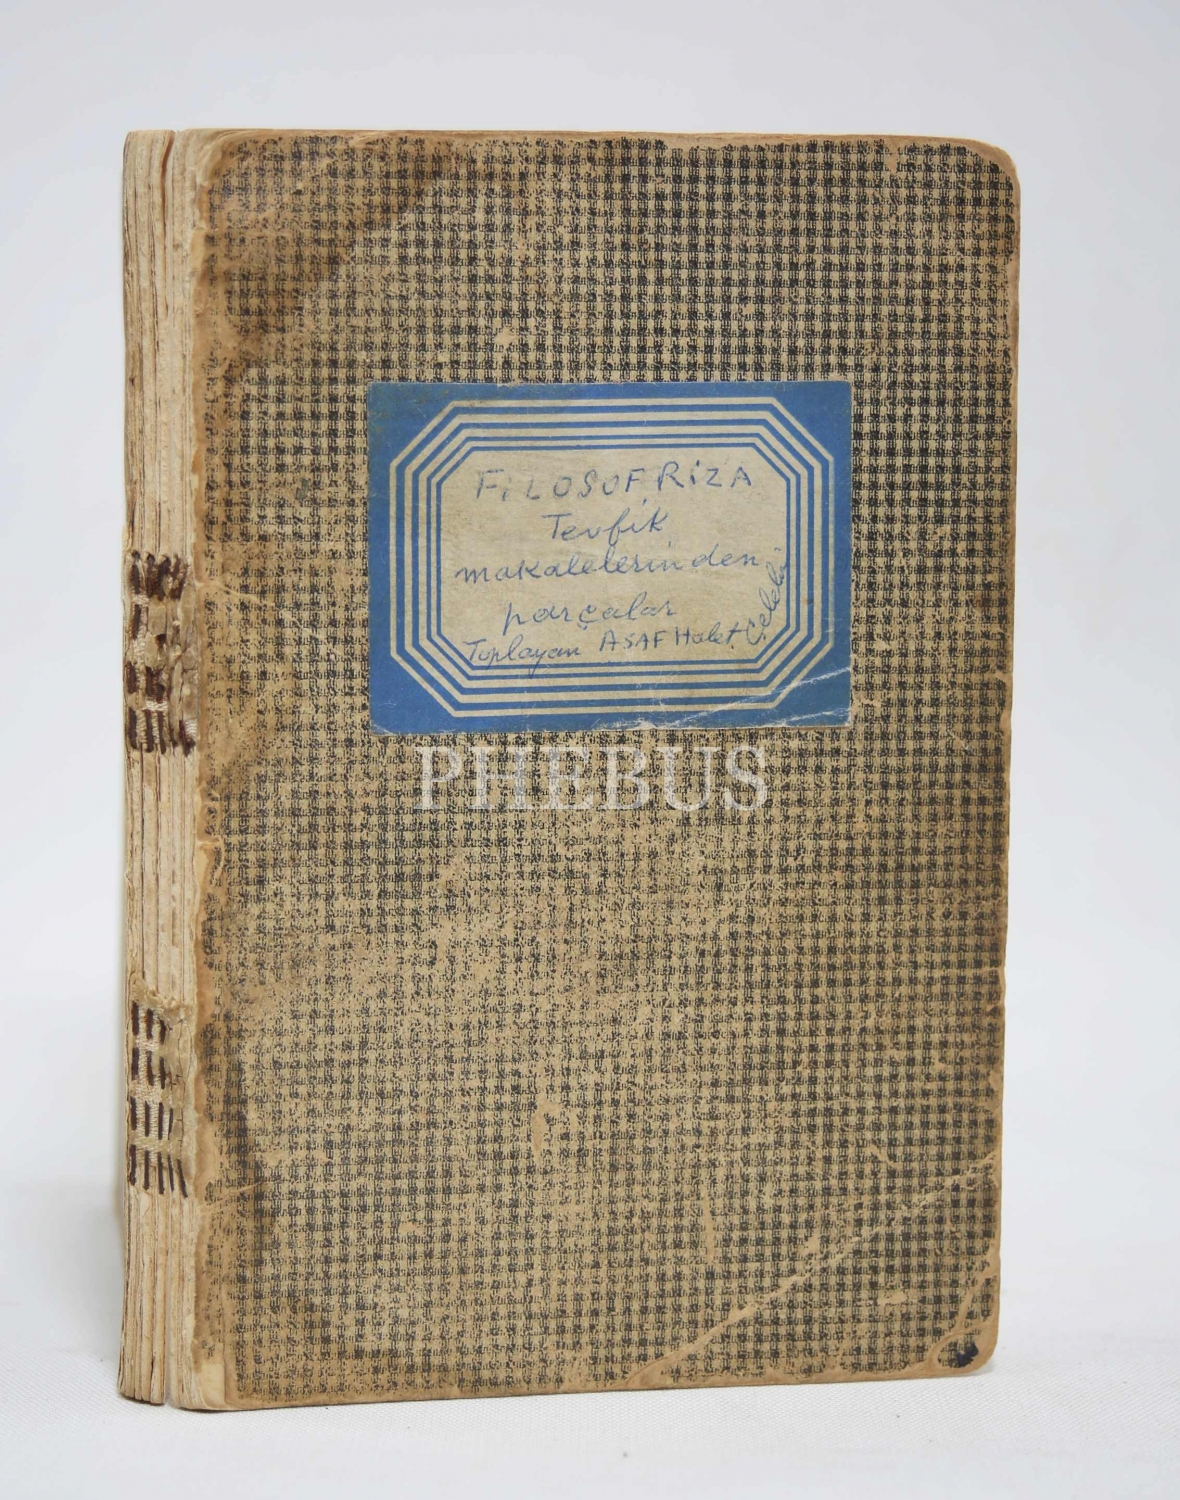 FiLOSOF, RiZA
Tevfik
makalelerinden
parçalar
Toplayan ASAF Halet Çelebi
PHEBUS